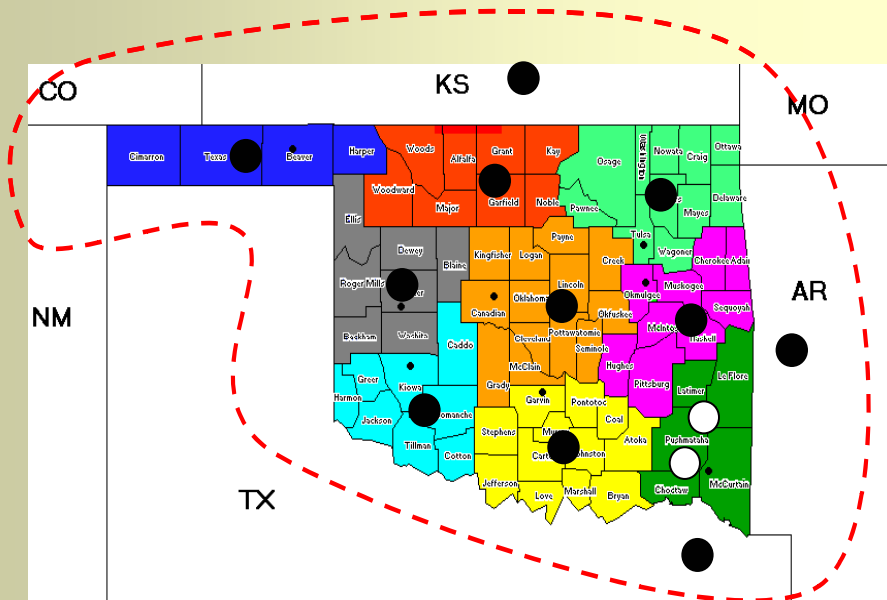 CO
KS
MO
Cimarron
Texas
Beaver
Harper
Woods
Alfalfa
Grant
Kay
Osage
Washington
Nowata
Craig
Ottawa
Woodward
Major
Garfield
Noble
Pawnee
Mayes
Delaware
Ellis
Dewey
Blaine
Kingfisher
Logan
Payne
Creek
Tulsa
Wagoner
Cherokee
Adair
Roger Mills
Canadian
Oklahoma
Lincoln
Okfuskee
Okmulgee
Muskogee
Sequoyah
AR
NM
Beckham
Washita
Caddo
Cleveland
Pottawatomie
Seminole
McIntos
Haskell
McClain
Hughes
Pittsburg
Latimer
Le Flore
Greer
Kiowa
Grady
Garvin
Pontotoc
Coal
Harmon
Jackson
omanche
Stephens
Atoka
Pushmataha
Tillman
Cotton
Carte
ohnston
Jefferson
Love
Marshall
Bryan
Choctaw
McCurtain
TX